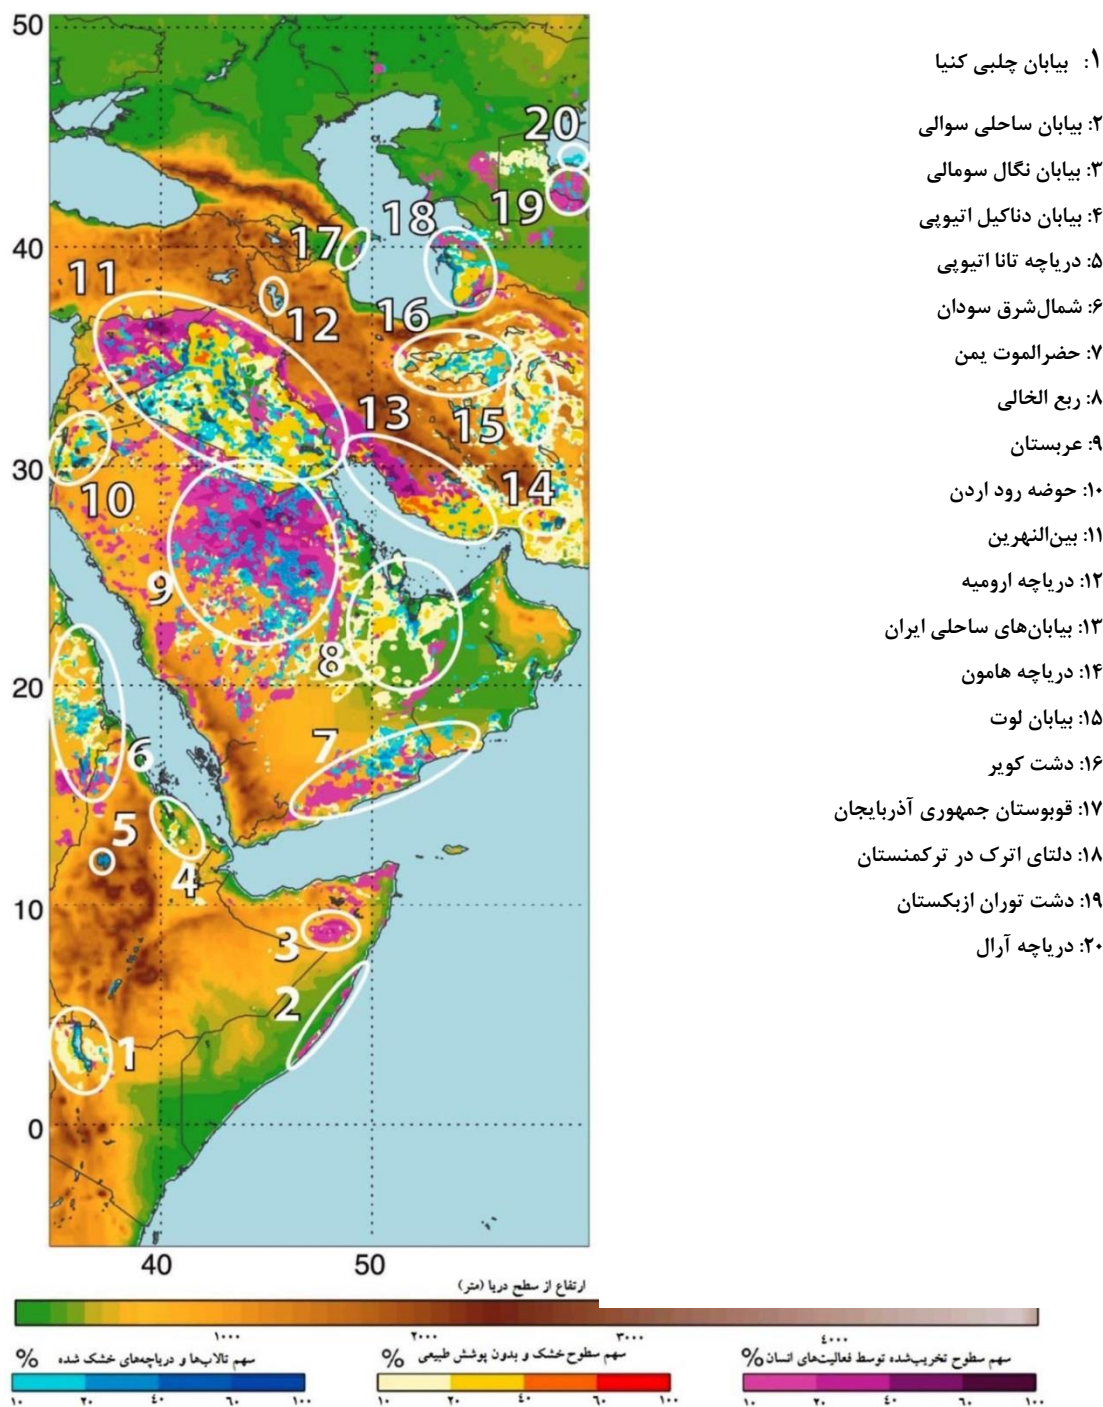 50
40
30
20
10
0
40
50
20
19
18
17
11
12
16
13
15
14
10
9
8
7
6
5
4
3
2
1
۱: بیابان چلبی کنیا
۲: بیابان ساحلی سوالی
۳: بیابان نگال سومالی
۴: بیابان دناکیل اتیوپی
۵: دریاچه تانا اتیوپی
۶: شمال‌شرق سودان
۷: حضرالموت یمن
۸: ربع الخالی
۹: عربستان
۱۰: حوضه رود اردن
۱۱: بین‌النهرین
۱۲: دریاچه ارومیه
۱۳: بیابان‌های ساحلی ایران
۱۴: دریاچه هامون
۱۵: بیابان لوت
۱۶: دشت کویر
۱۷: قوبوستان جمهوری آذربایجان
۱۸: دلتای اترک در ترکمنستان
۱۹: دشت توران ازبکستان
۲۰: دریاچه آرال
ارتفاع از سطح دریا (متر)
۱۰۰۰ ۲۰۰۰ ۳۰۰۰ ٤۰۰۰
سهم تالاب‌ها و دریاچه‌های خشک شده %
۱۰ ۲۰ ٤۰ ٦۰ ۱۰۰
سهم سطوح خشک و بدون پوشش طبیعی %
۱۰ ۲۰ ٤۰ ٦۰ ۱۰۰
سهم سطوح تخریب‌شده توسط فعالیت‌های انسان %
۱۰ ۲۰ ٤۰ ٦۰ ۱۰۰